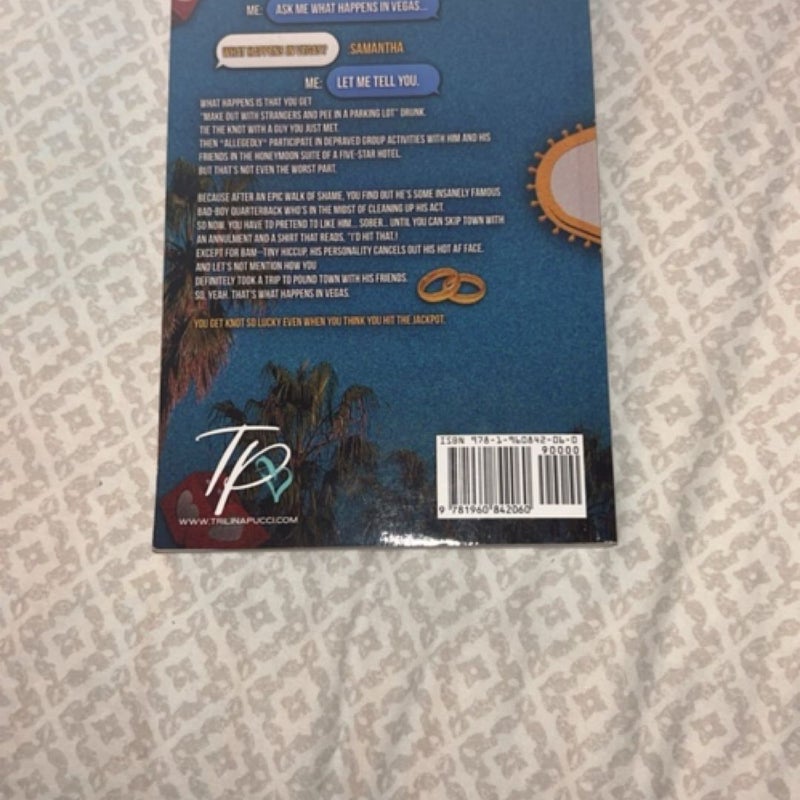 ME: ASK ME WHAT HAPPENS IN VEGAS...
WHAT HAPPENS IN VEGAS? SAMANTHA
ME: LET ME TELL YOU.
WHAT HAPPENS IS THAT YOU GET
"MAKE OUT WITH STRANGERS AND PEE IN A PARKING LOT" DRUNK.
TIE THE KNOT WITH A GUY YOU JUST MET.
THEN "ALLEGEDLY" PARTICIPATE IN DEPRAVED GROUP ACTIVITIES WITH HIM AND HIS
FRIENDS IN THE HONEYMOON SUITE OF A FIVE-STAR HOTEL.
BUT THAT'S NOT EVEN THE WORST PART.
BECAUSE AFTER AN EPIC WALK OF SHAME, YOU FIND OUT HE'S SOME INSANELY FAMOUS
BAD-BOY QUARTERBACK WHO'S IN THE MIDST OF CLEANING UP HIS ACT.
SO NOW, YOU HAVE TO PRETEND TO LIKE HIM... SOBER... UNTIL YOU CAN SKIP TOWN WITH
AN ANNULMENT AND A SHIRT THAT READS, "I'D HIT THAT.!
EXCEPT FOR BAM—TINY HICCUP, HIS PERSONALITY CANCELS OUT HIS HOT AF FACE.
AND LET'S NOT MENTION HOW YOU
DEFINITELY TOOK A TRIP TO POUND TOWN WITH HIS FRIENDS.
SO, YEAH. THAT'S WHAT HAPPENS IN VEGAS.
YOU GET KNOT SO LUCKY EVEN WHEN YOU THINK YOU HIT THE JACKPOT.
TP
WWW.TRILINAPUCCI.COM
ISBN 978-1-960842-06-0
90000
9 781960 842060